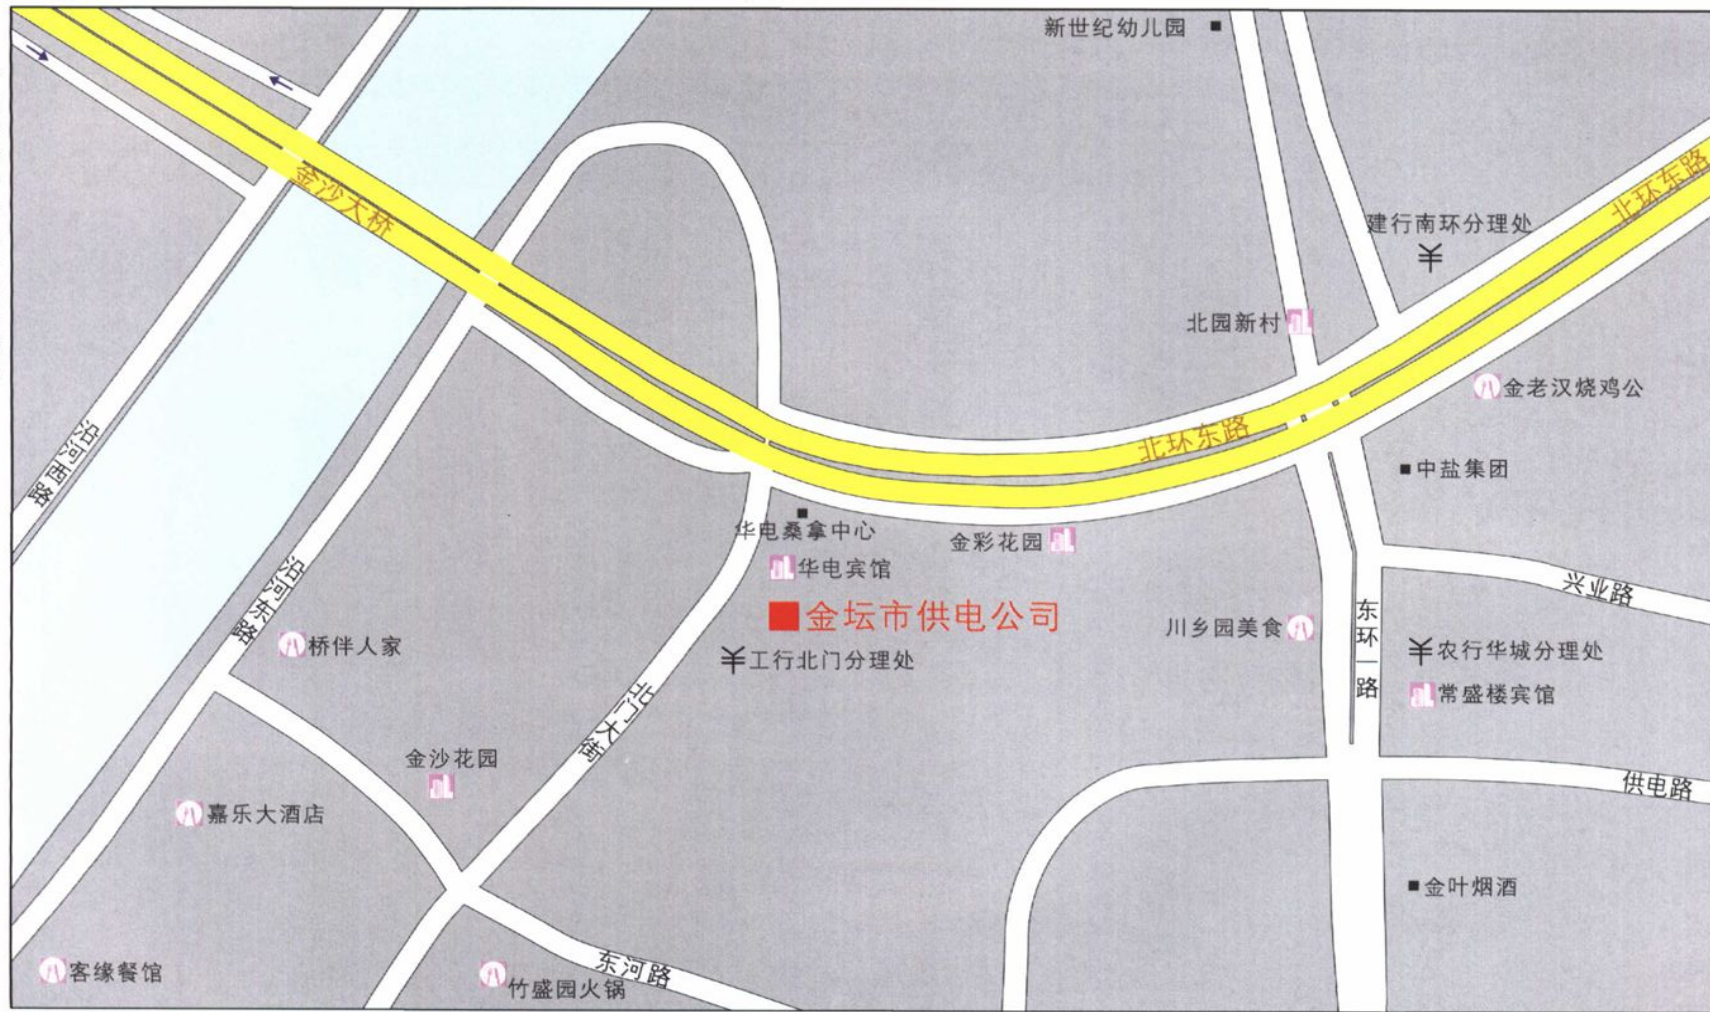 新世纪幼儿园
金沙大桥
北环东路
建行南环分理处
北园新村
金老汉烧鸡公
北环东路
中盐集团
沿河西路
华电桑拿中心
金彩花园
华电宾馆
兴业路
沿河东路
金坛市供电公司
川乡园美食
东环一路
桥伴人家
工行北门分理处
农行华城分理处
北门大街
常盛楼宾馆
金沙花园
供电路
嘉乐大酒店
金叶烟酒
客缘餐馆
东河路
竹盛园火锅